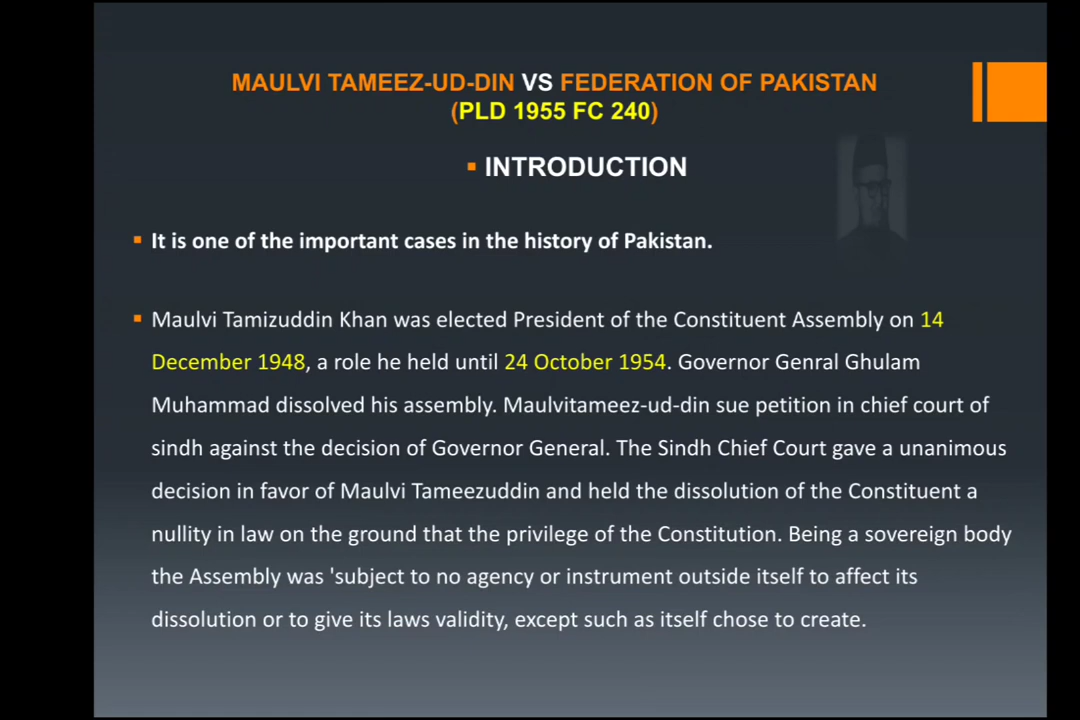 MAULVI TAMEEZ-UD-DIN VS FEDERATION OF PAKISTAN
(PLD 1955 FC 240)
▪ INTRODUCTION
▪ It is one of the important cases in the history of Pakistan.
▪ Maulvi Tamizuddin Khan was elected President of the Constituent Assembly on 14
December 1948, a role he held until 24 October 1954. Governor Genral Ghulam
Muhammad dissolved his assembly. Maulvitameez-ud-din sue petition in chief court of
sindh against the decision of Governor General. The Sindh Chief Court gave a unanimous
decision in favor of Maulvi Tameezuddin and held the dissolution of the Constituent a
nullity in law on the ground that the privilege of the Constitution. Being a sovereign body
the Assembly was 'subject to no agency or instrument outside itself to affect its
dissolution or to give its laws validity, except such as itself chose to create.